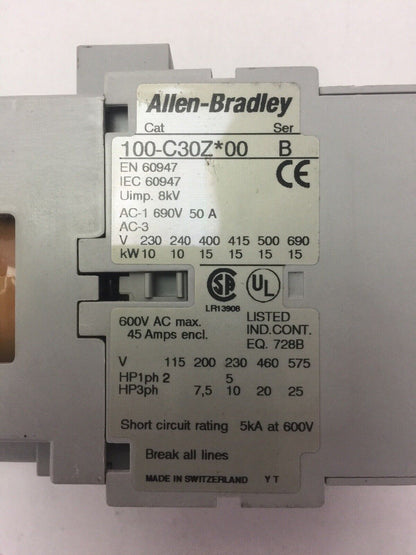 Allen-Bradley
Cat Ser
100-C30Z*00 B
EN 60947
IEC 60947
Uimp. 8kV
CE
AC-1 690V 50 A
AC-3
V 230 240 400 415 500 690
kW 10 10 15 15 15 15
SA UL
LR13908
600V AC max.
45 Amps encl.
LISTED
IND.CONT.
EQ. 728B
V 115 200 230 460 575
HP1ph 2 5
HP3ph 7,5 10 20 25
Short circuit rating 5kA at 600V
Break all lines
MADE IN SWITZERLAND Y T